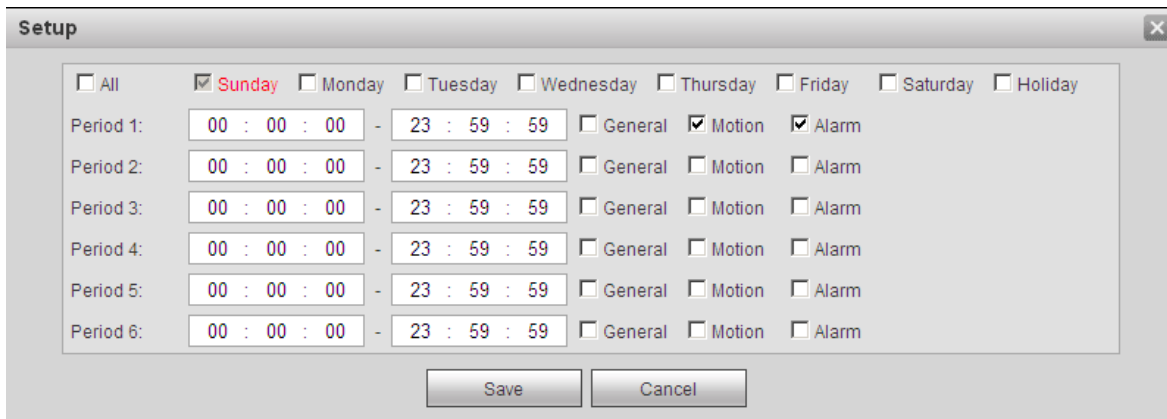 Setup
All Sunday Monday Tuesday Wednesday Thursday Friday Saturday Holiday
Period 1: 00 : 00 : 00 - 23 : 59 : 59 General Motion Alarm
Period 2: 00 : 00 : 00 - 23 : 59 : 59 General Motion Alarm
Period 3: 00 : 00 : 00 - 23 : 59 : 59 General Motion Alarm
Period 4: 00 : 00 : 00 - 23 : 59 : 59 General Motion Alarm
Period 5: 00 : 00 : 00 - 23 : 59 : 59 General Motion Alarm
Period 6: 00 : 00 : 00 - 23 : 59 : 59 General Motion Alarm
Save Cancel